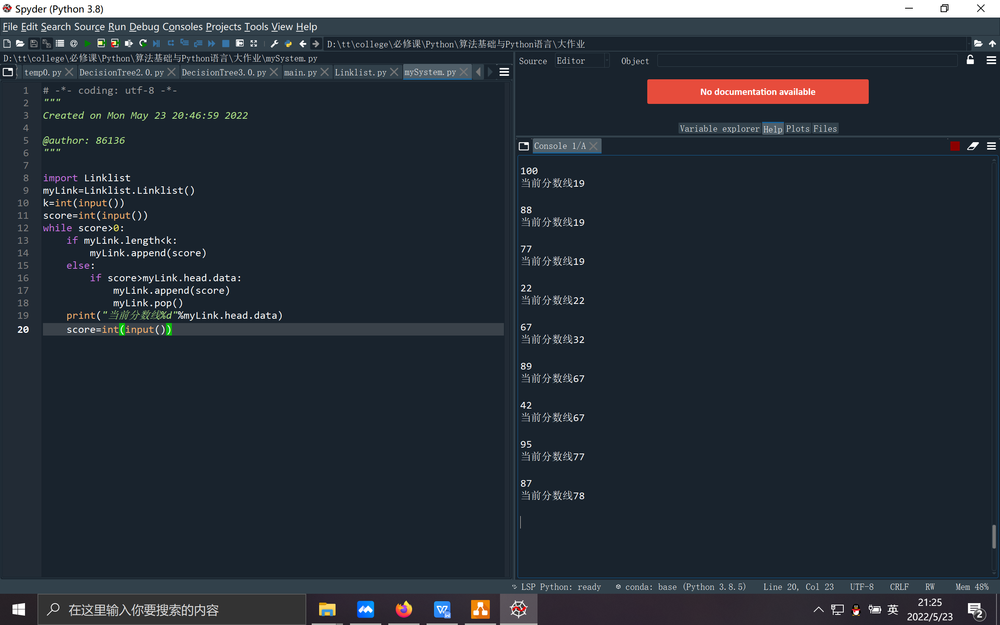 Spyder (Python 3.8)
File Edit Search Source Run Debug Consoles Projects Tools View Help
D:\tt\college\必修课\Python\算法基础与Python语言\大作业
D:\tt\college\必修课\Python\算法基础与Python语言\大作业\mySystem.py
temp0.py DecisionTree2.0.py DecisionTree3.0.py main.py Linklist.py mySystem.py
1 # -*- coding: utf-8 -*-
2 """
3 Created on Mon May 23 20:46:59 2022
4
5 @author: 86136
6 """
7
8 import Linklist
9 myLink=Linklist.Linklist()
10 k=int(input())
11 score=int(input())
12 while score>0:
13     if myLink.length<k:
14         myLink.append(score)
15     else:
16         if score>myLink.head.data:
17             myLink.append(score)
18             myLink.pop()
19     print("当前分数线%d"%myLink.head.data)
20     score=int(input())
Source Editor Object
No documentation available
Variable explorer Help Plots Files
Console 1/A
100
当前分数线19
88
当前分数线19
77
当前分数线19
22
当前分数线22
67
当前分数线32
89
当前分数线67
42
当前分数线67
95
当前分数线77
87
当前分数线78
LSP Python: ready conda: base (Python 3.8.5) Line 20, Col 23 UTF-8 CRLF RW Mem 48%
在这里输入你要搜索的内容
英
21:25
2022/5/23
2